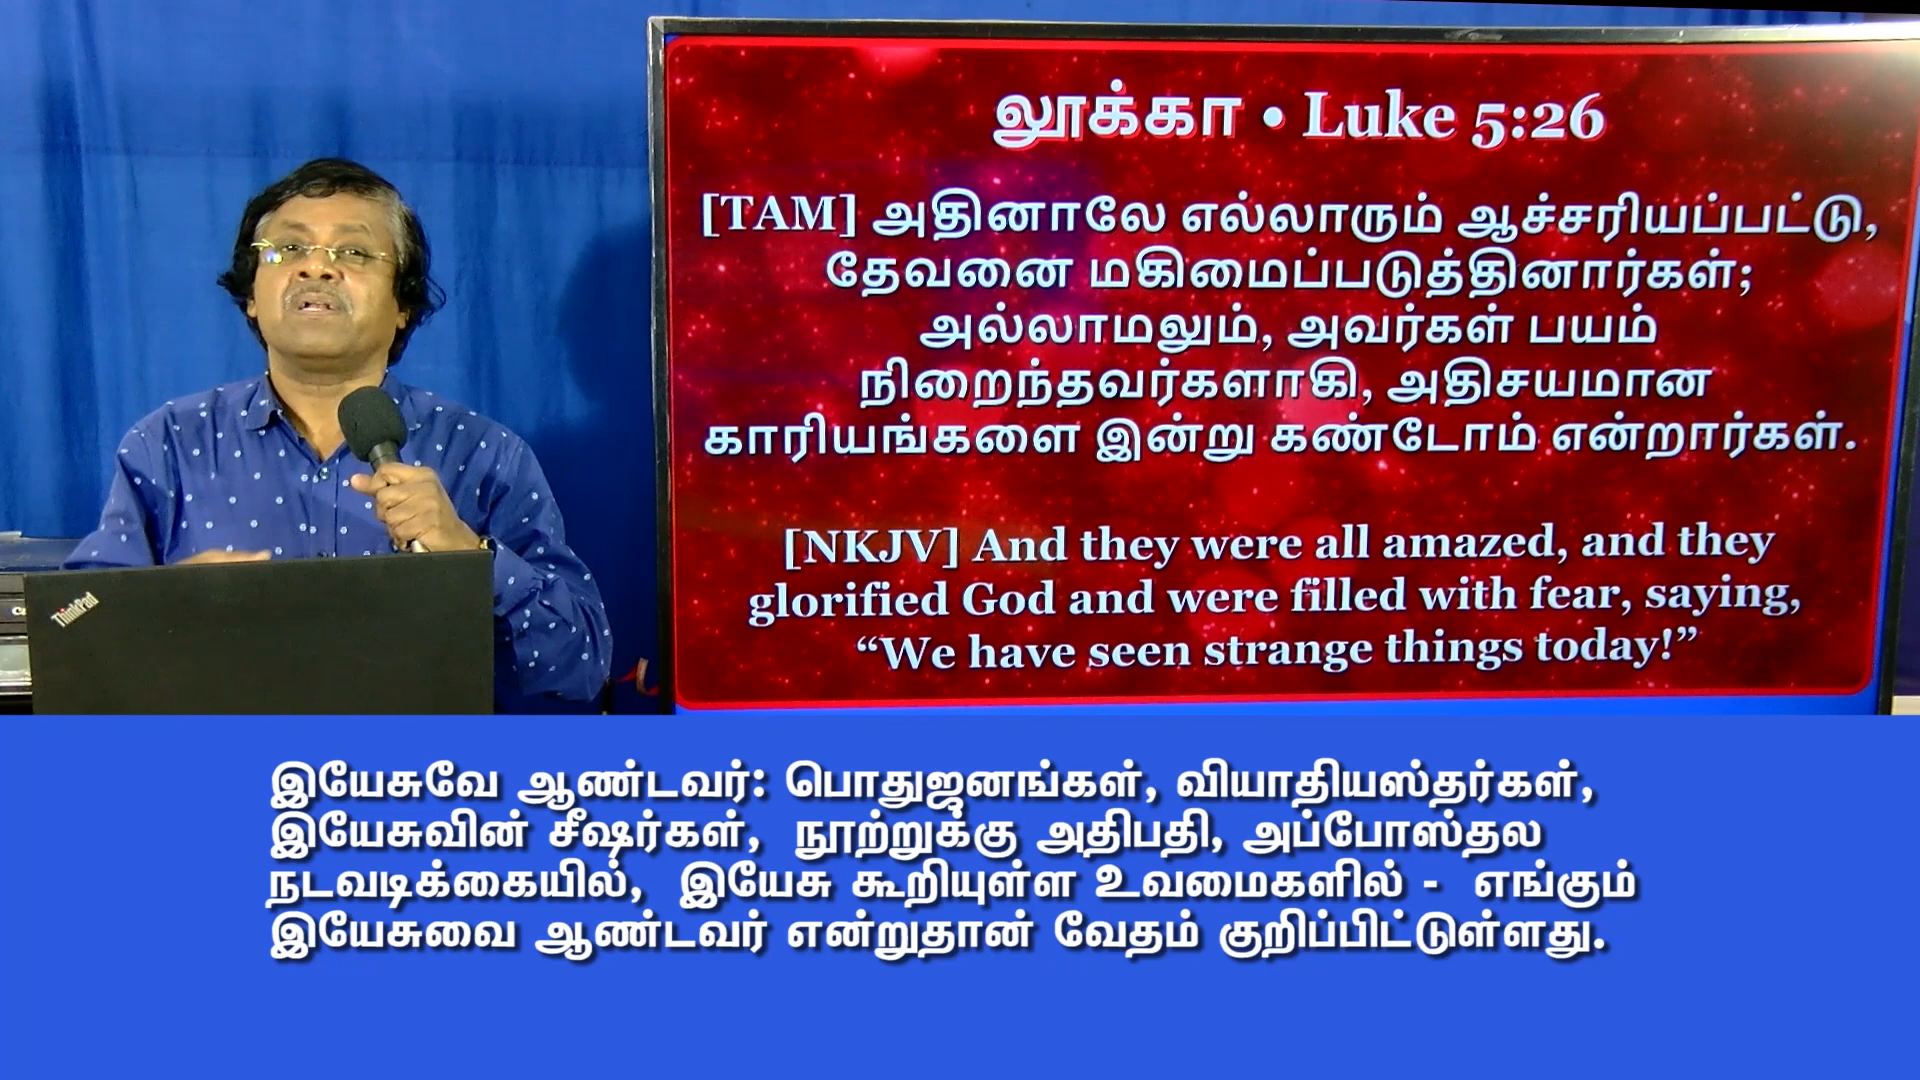 லூக்கா • Luke 5:26
[TAM] அதினாலே எல்லாரும் ஆச்சரியப்பட்டு,
தேவனை மகிமைப்படுத்தினார்கள்;
அல்லாமலும், அவர்கள் பயம்
நிறைந்தவர்களாகி, அதிசயமான
காரியங்களை இன்று கண்டோம் என்றார்கள்.
[NKJV] And they were all amazed, and they
glorified God and were filled with fear, saying,
“We have seen strange things today!”
ThinkPad
இயேசுவே ஆண்டவர்: பொதுஜனங்கள், வியாதியஸ்தர்கள்,
இயேசுவின் சீஷர்கள், நூற்றுக்கு அதிபதி, அப்போஸ்தல
நடவடிக்கையில், இயேசு கூறியுள்ள உவமைகளில் - எங்கும்
இயேசுவை ஆண்டவர் என்றுதான் வேதம் குறிப்பிட்டுள்ளது.